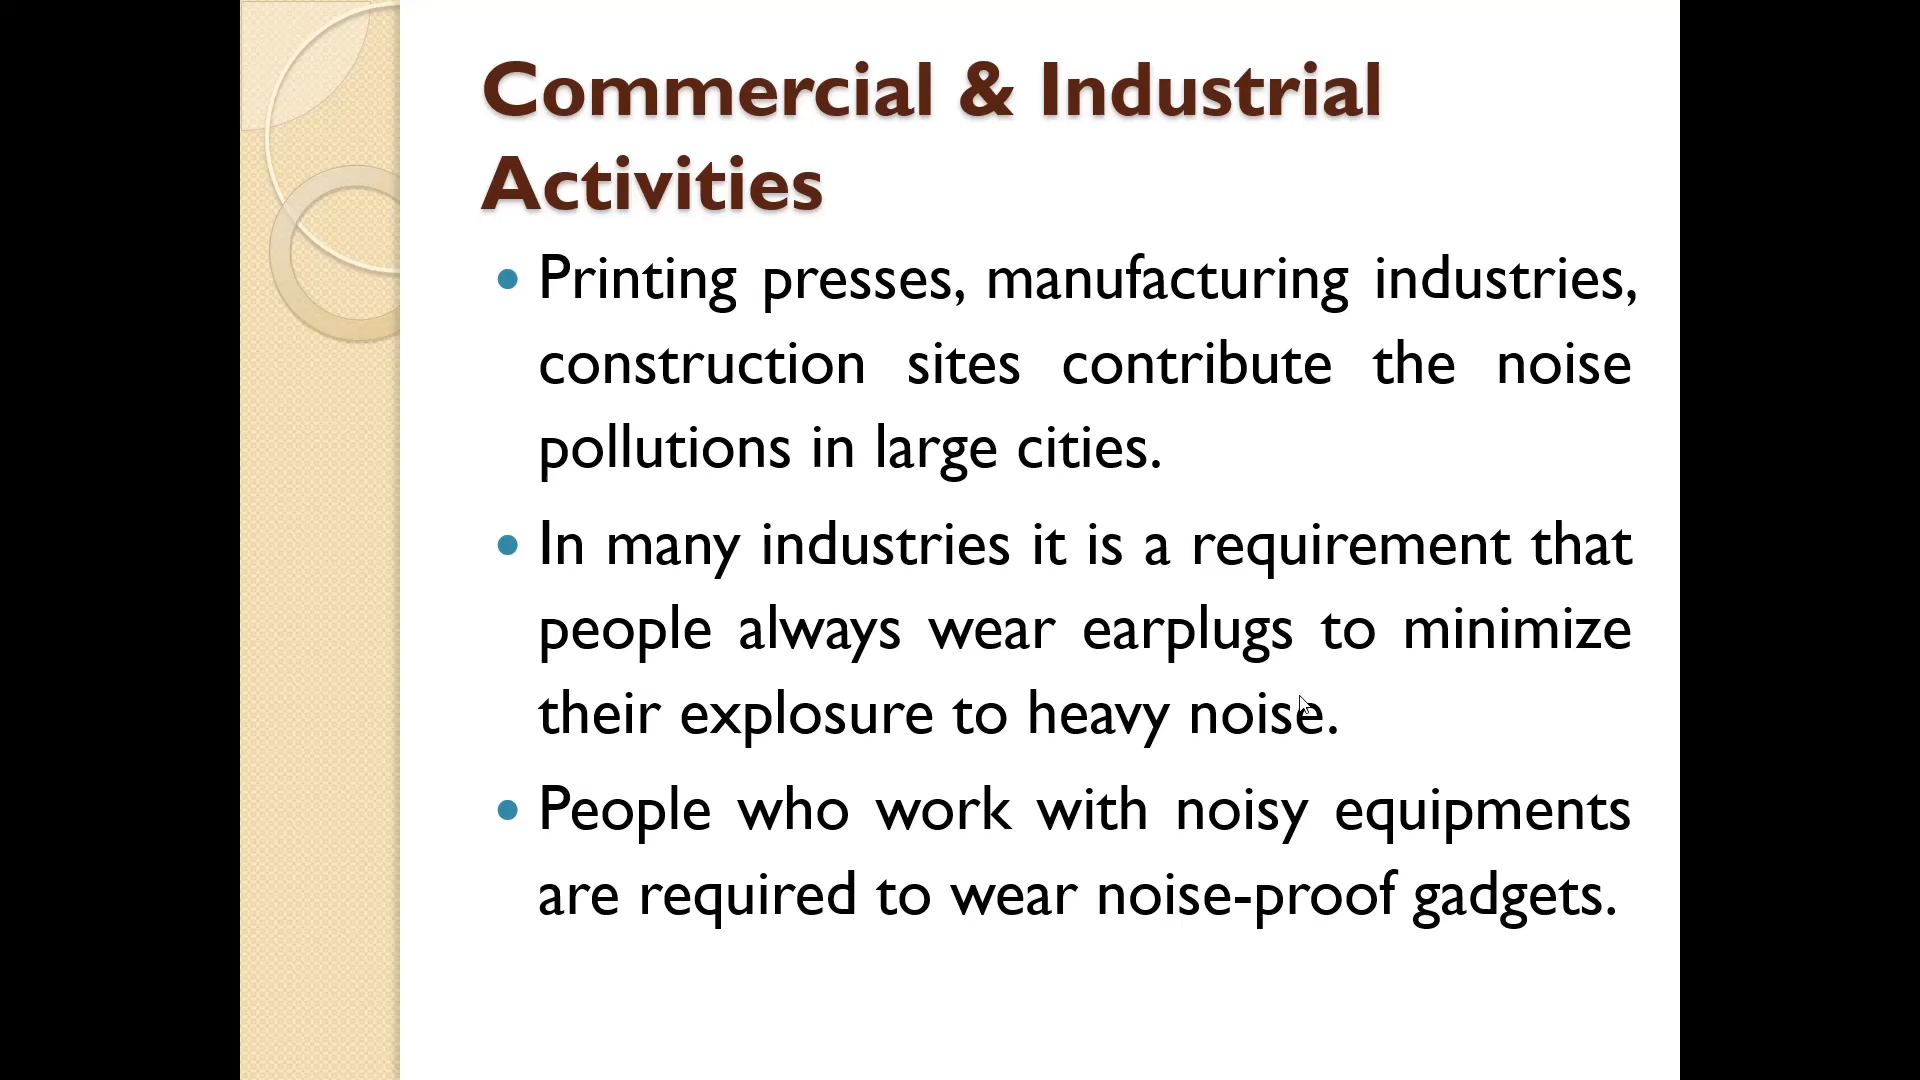 Commercial & Industrial
Activities
• Printing presses, manufacturing industries,
construction sites contribute the noise
pollutions in large cities.
• In many industries it is a requirement that
people always wear earplugs to minimize
their explosure to heavy noise.
• People who work with noisy equipments
are required to wear noise-proof gadgets.